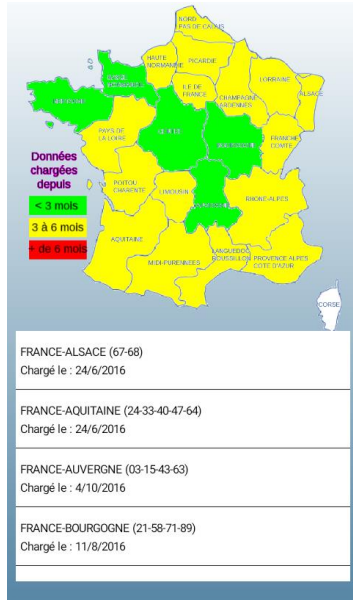 NORD
PAS-DE-CALAIS
HAUTE
NORMANDIE
PICARDIE
BASSE
NORMANDIE
ILE DE
FRANCE
LORRAINE
CHAMPAGNE
ARDENNES
ALSACE
BRETAGNE
PAYS DE
LA LOIRE
CENTRE
BOURGOGNE
FRANCHE
COMTE
Données
chargées
depuis
< 3 mois
3 à 6 mois
+ de 6 mois
POITOU
CHARENTE
LIMOUSIN
AUVERGNE
RHONE-ALPES
AQUITAINE
MIDI-PYRENNEES
LANGUEDOC
ROUSSILLON
PROVENCE ALPES
COTE D'AZUR
CORSE
FRANCE-ALSACE (67-68)
Chargé le : 24/6/2016
FRANCE-AQUITAINE (24-33-40-47-64)
Chargé le : 24/6/2016
FRANCE-AUVERGNE (03-15-43-63)
Chargé le : 4/10/2016
FRANCE-BOURGOGNE (21-58-71-89)
Chargé le : 11/8/2016